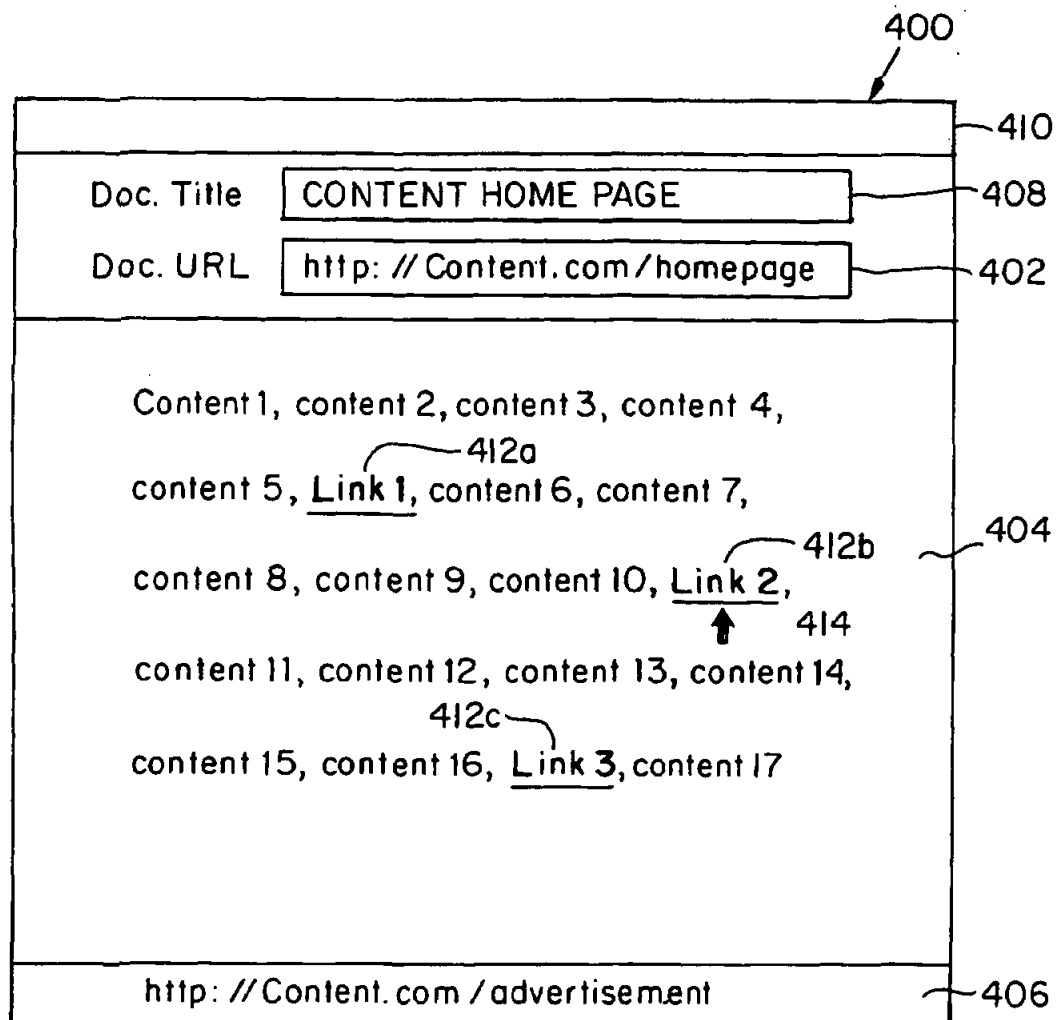 400
410
Doc. Title CONTENT HOME PAGE 408
Doc. URL http: //Content.com/homepage 402
Content 1, content 2, content 3, content 4,
412a
content 5, Link 1, content 6, content 7,
412b 404
content 8, content 9, content 10, Link 2,
414
content 11, content 12, content 13, content 14,
412c
content 15, content 16, Link 3, content 17
http: //Content.com/advertisement 406